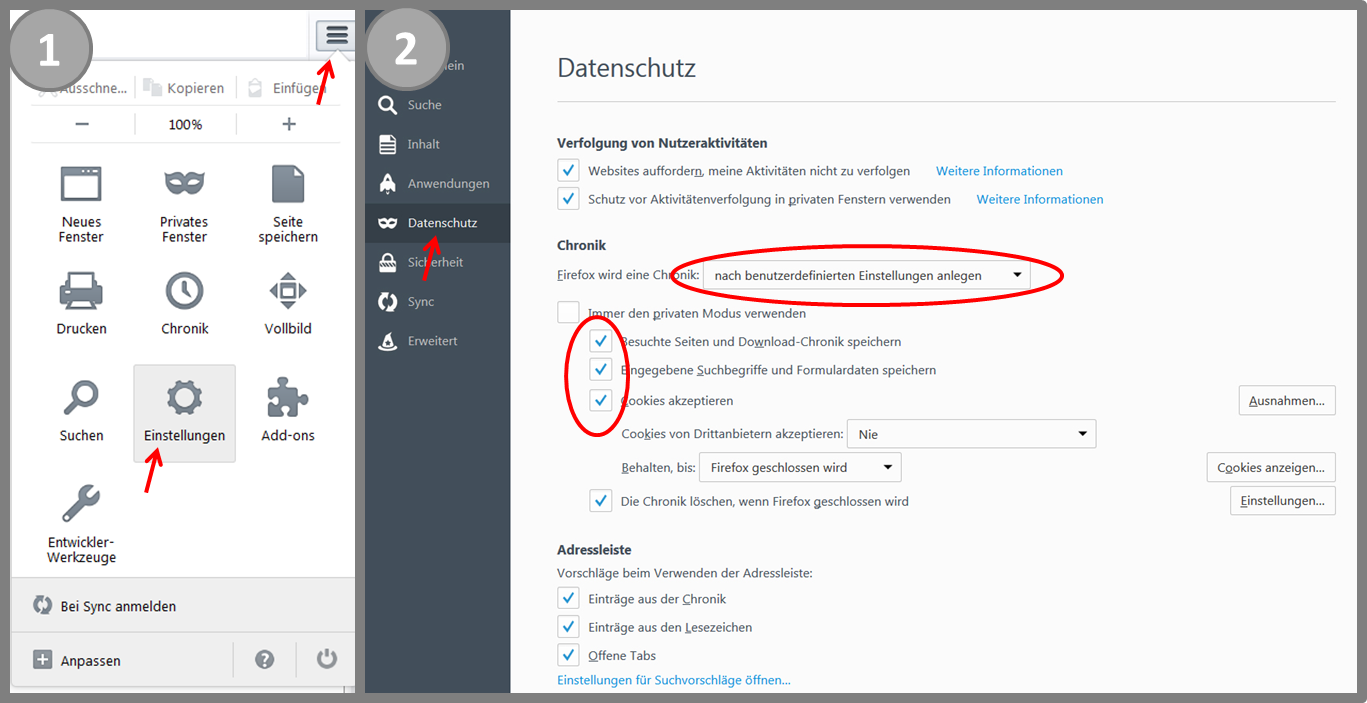 1
Ausschne... Kopieren Einfügen
− 100% +
Neues Fenster
Privates Fenster
Seite speichern
Drucken
Chronik
Vollbild
Suchen
Einstellungen
Add-ons
Entwickler-
Werkzeuge
Bei Sync anmelden
Anpassen
2
Suche
Inhalt
Anwendungen
Datenschutz
Sicherheit
Sync
Erweitert
Datenschutz
Verfolgung von Nutzeraktivitäten
Websites auffordern, meine Aktivitäten nicht zu verfolgen Weitere Informationen
Schutz vor Aktivitätenverfolgung in privaten Fenstern verwenden Weitere Informationen
Chronik
Firefox wird eine Chronik: nach benutzerdefinierten Einstellungen anlegen
Immer den privaten Modus verwenden
Besuchte Seiten und Download-Chronik speichern
Eingegebene Suchbegriffe und Formulardaten speichern
Cookies akzeptieren Ausnahmen...
Cookies von Drittanbietern akzeptieren: Nie
Behalten, bis: Firefox geschlossen wird Cookies anzeigen...
Die Chronik löschen, wenn Firefox geschlossen wird Einstellungen...
Adressleiste
Vorschläge beim Verwenden der Adressleiste:
Einträge aus der Chronik
Einträge aus den Lesezeichen
Offene Tabs
Einstellungen für Suchvorschläge öffnen...